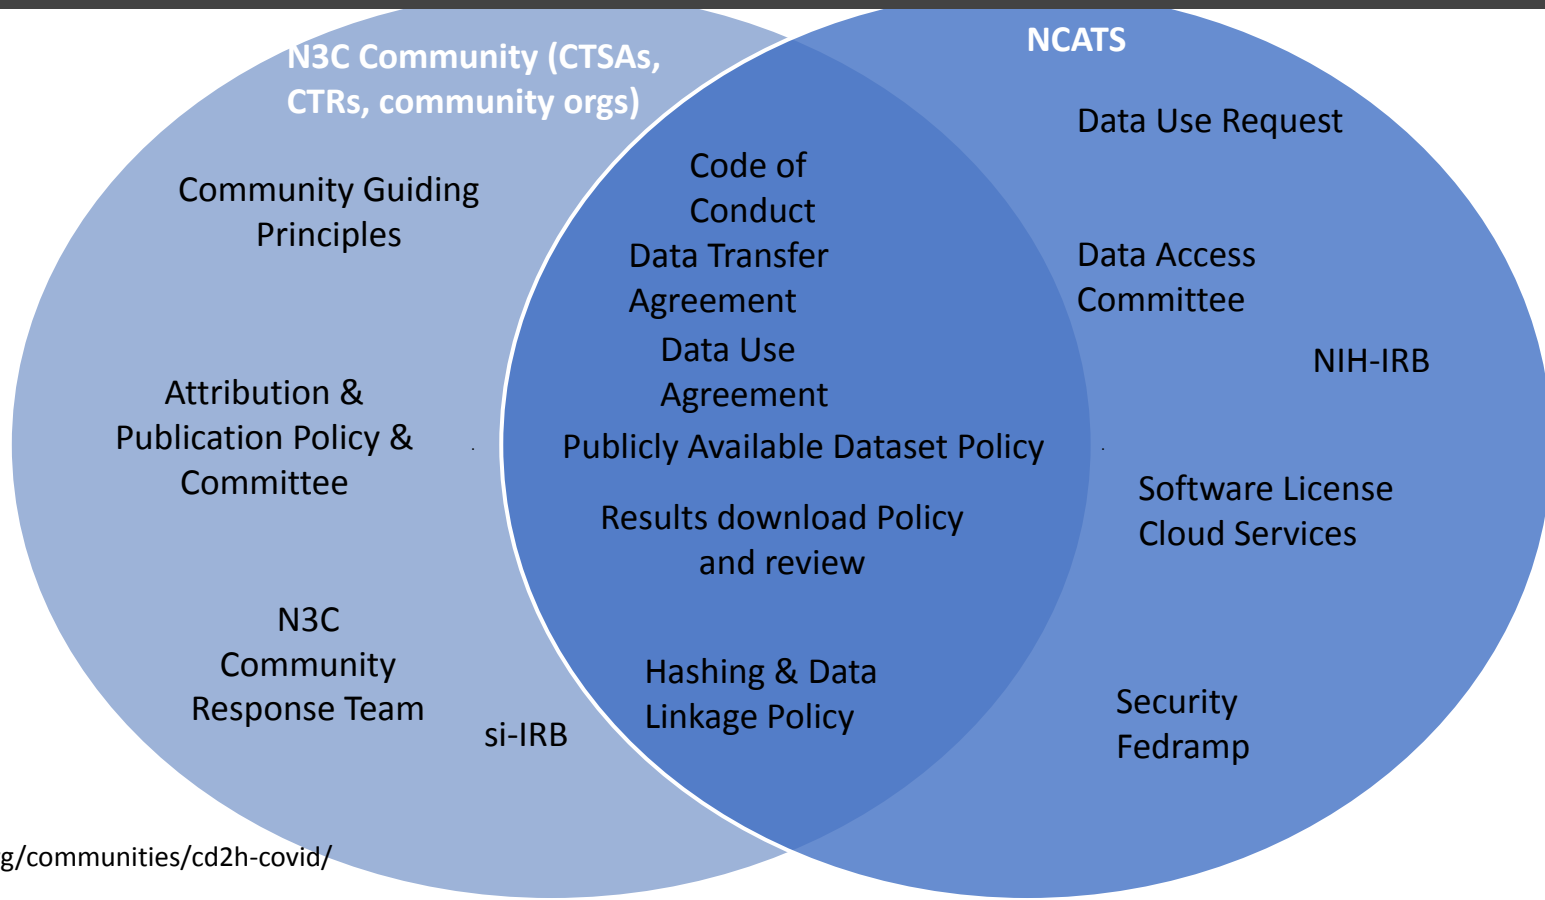 N3C Community (CTSAs,
CTRs, community orgs)
Community Guiding
Principles
Attribution &
Publication Policy &
Committee
N3C
Community
Response Team
si-IRB
Code of
Conduct
Data Transfer
Agreement
Data Use
Agreement
Publicly Available Dataset Policy
Results download Policy
and review
Hashing & Data
Linkage Policy
NCATS
Data Use Request
Data Access
Committee
NIH-IRB
Software License
Cloud Services
Security
Fedramp
g/communities/cd2h-covid/